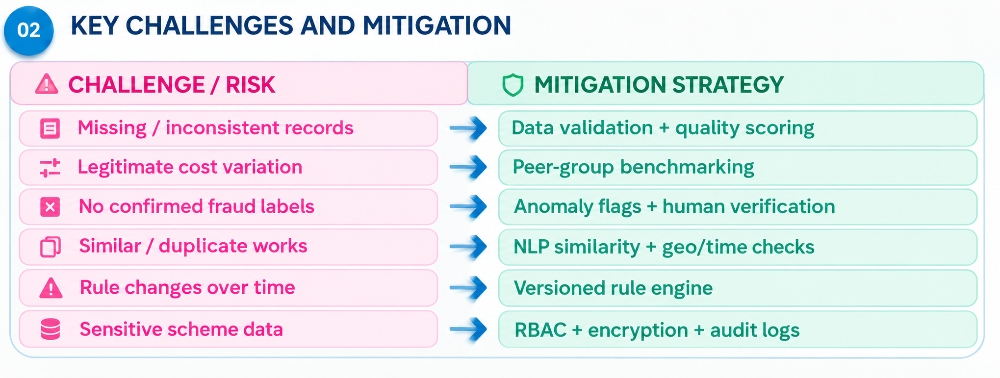 02
KEY CHALLENGES AND MITIGATION
CHALLENGE / RISK
MITIGATION STRATEGY
Missing / inconsistent records
Data validation + quality scoring
Legitimate cost variation
Peer-group benchmarking
No confirmed fraud labels
Anomaly flags + human verification
Similar / duplicate works
NLP similarity + geo/time checks
Rule changes over time
Versioned rule engine
Sensitive scheme data
RBAC + encryption + audit logs